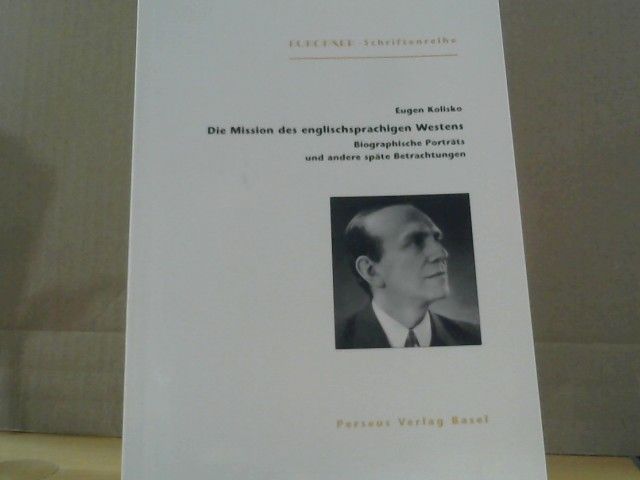 EUROPÄER-Schriftenreihe
Eugen Kolisko
Die Mission des englischsprachigen Westens
Biographische Porträts
und andere späte Betrachtungen
Perseus Verlag Basel